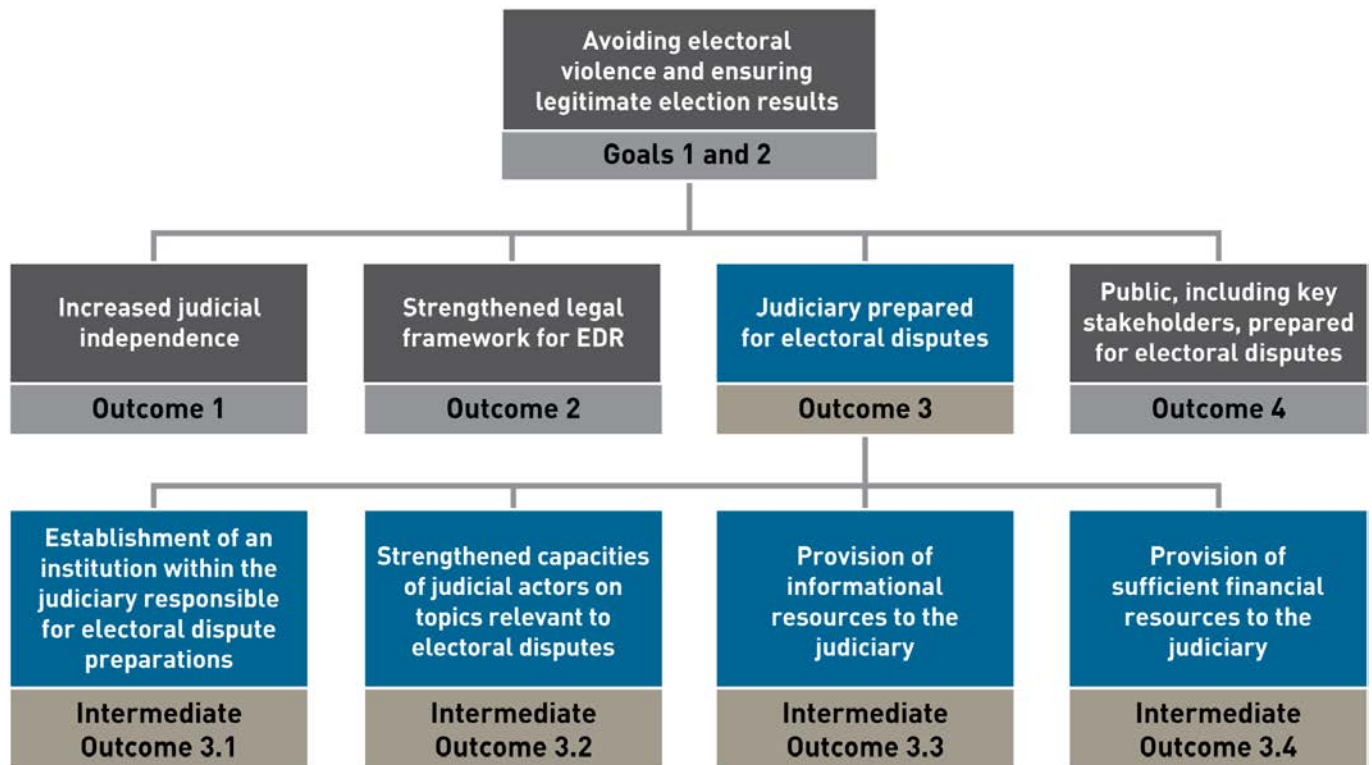 Avoiding electoral
violence and ensuring
legitimate election results
Goals 1 and 2
Increased judicial
independence
Outcome 1
Strengthened legal
framework for EDR
Outcome 2
Judiciary prepared
for electoral disputes
Outcome 3
Public, including key
stakeholders, prepared
for electoral disputes
Outcome 4
Establishment of an
institution within the
judiciary responsible
for electoral dispute
preparations
Intermediate
Outcome 3.1
Strengthened capacities
of judicial actors on
topics relevant to
electoral disputes
Intermediate
Outcome 3.2
Provision of
informational
resources to the
judiciary
Intermediate
Outcome 3.3
Provision of
sufficient financial
resources to the
judiciary
Intermediate
Outcome 3.4